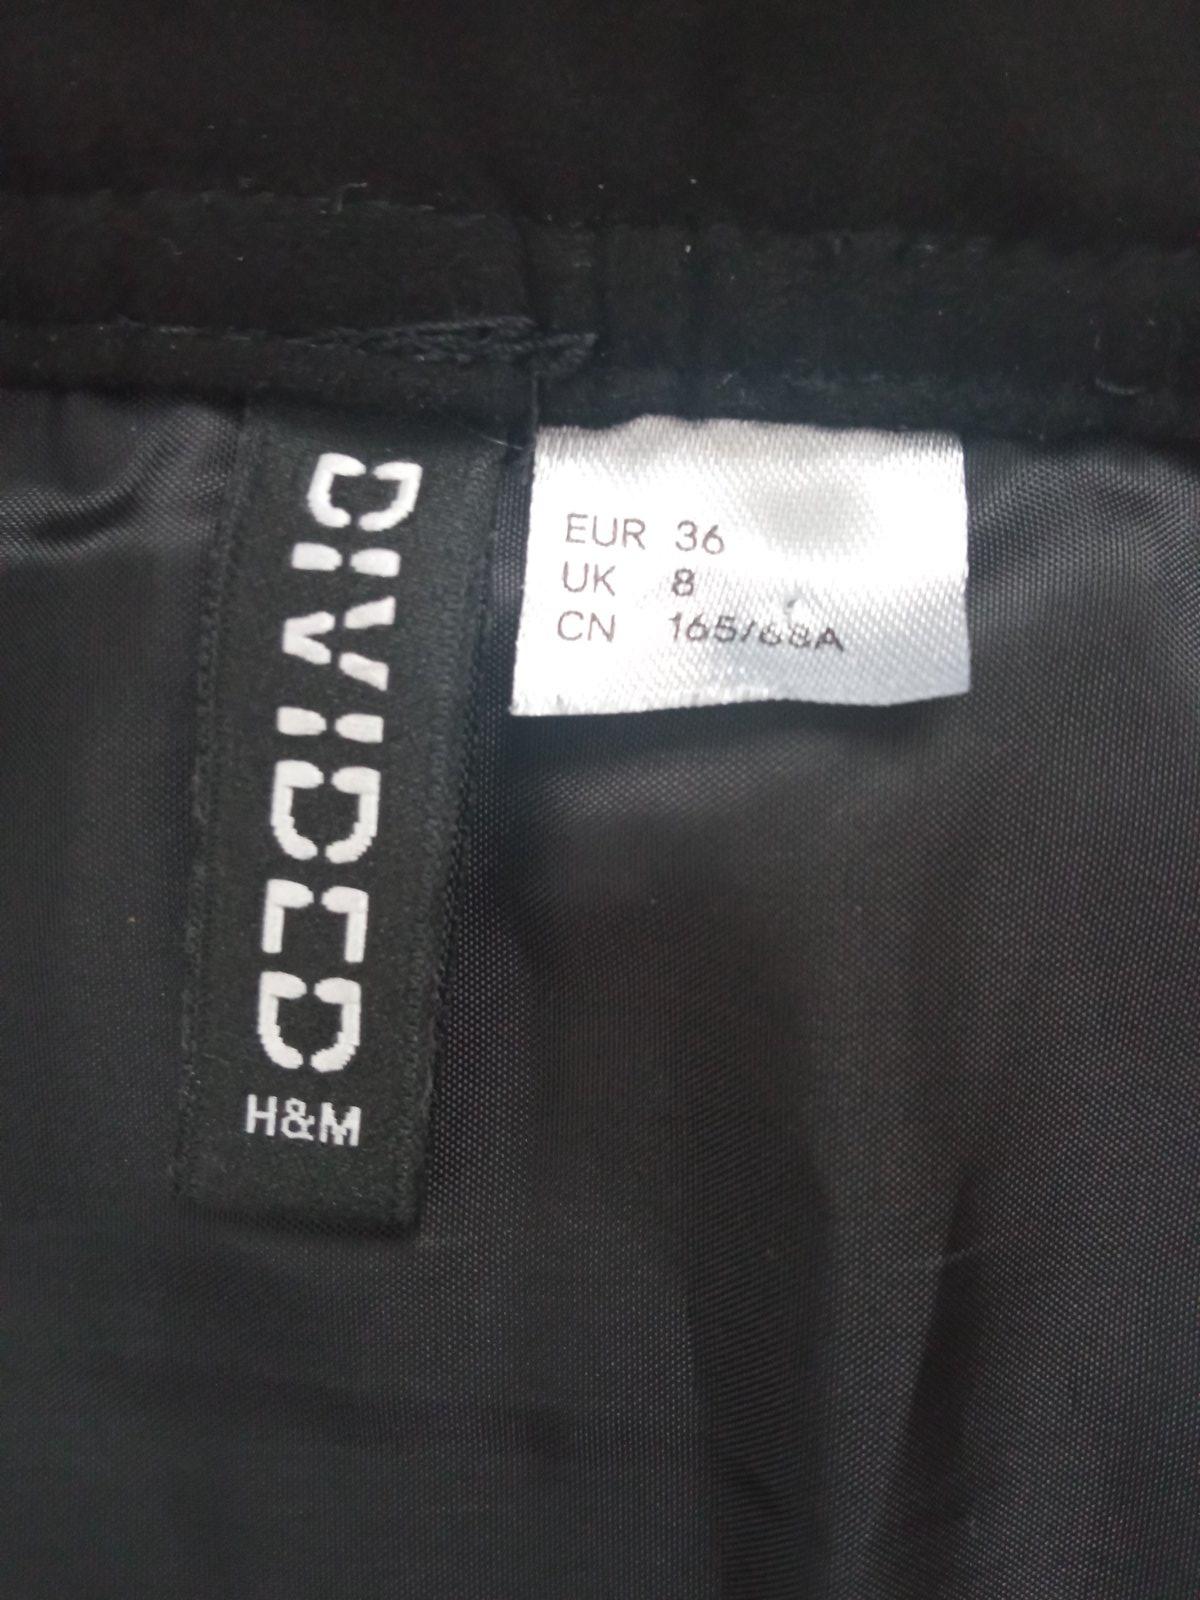 DIVIDED
H&M
EUR 36
UK 8
CN 165/68A